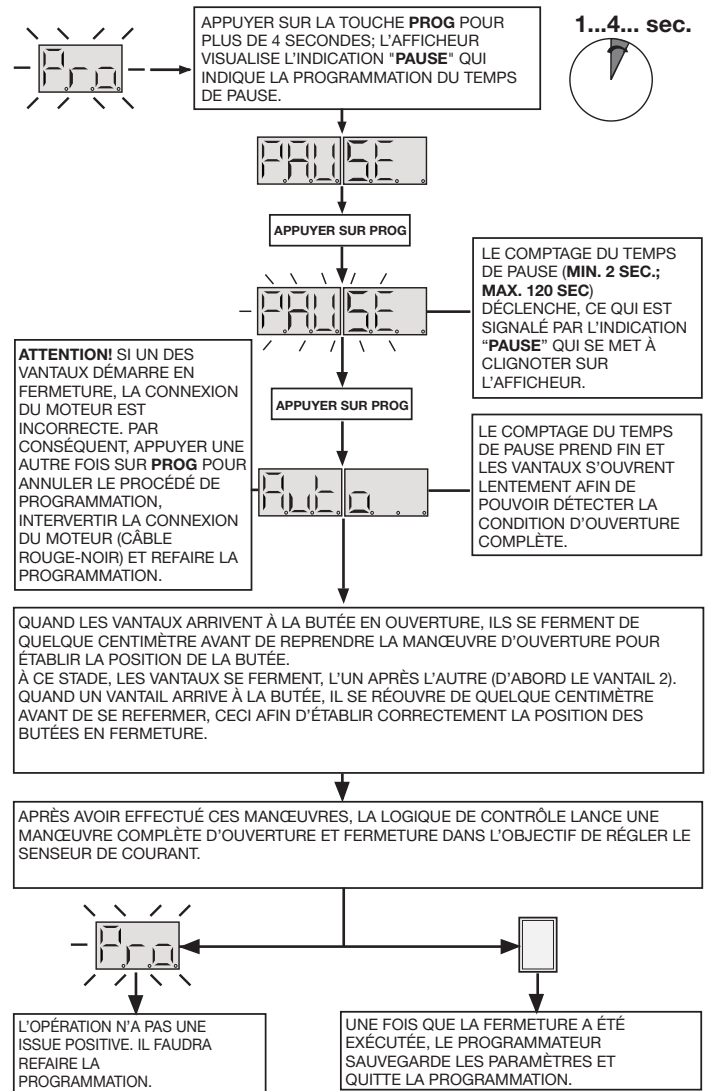 APPUYER SUR LA TOUCHE PROG POUR
PLUS DE 4 SECONDES; L'AFFICHEUR
VISUALISE L'INDICATION "PAUSE" QUI
INDIQUE LA PROGRAMMATION DU TEMPS
DE PAUSE.
1...4... sec.
Pro
PAUSE
APPUYER SUR PROG
PAUSE
LE COMPTAGE DU TEMPS
DE PAUSE (MIN. 2 SEC.;
MAX. 120 SEC)
DÉCLENCHE, CE QUI EST
SIGNALÉ PAR L'INDICATION
“PAUSE” QUI SE MET À
CLIGNOTER SUR
L'AFFICHEUR.
ATTENTION! SI UN DES
VANTAUX DÉMARRE EN
FERMETURE, LA CONNEXION
DU MOTEUR EST
INCORRECTE. PAR
CONSÉQUENT, APPUYER UNE
AUTRE FOIS SUR PROG POUR
ANNULER LE PROCÉDÉ DE
PROGRAMMATION,
INTERVERTIR LA CONNEXION
DU MOTEUR (CÂBLE
ROUGE-NOIR) ET REFAIRE LA
PROGRAMMATION.
APPUYER SUR PROG
Auto
LE COMPTAGE DU TEMPS
DE PAUSE PREND FIN ET
LES VANTAUX S'OUVRENT
LENTEMENT AFIN DE
POUVOIR DÉTECTER LA
CONDITION D'OUVERTURE
COMPLÈTE.
QUAND LES VANTAUX ARRIVENT À LA BUTÉE EN OUVERTURE, ILS SE FERMENT DE
QUELQUE CENTIMÈTRE AVANT DE REPRENDRE LA MANŒUVRE D'OUVERTURE POUR
ÉTABLIR LA POSITION DE LA BUTÉE.
À CE STADE, LES VANTAUX SE FERMENT, L'UN APRÈS L'AUTRE (D'ABORD LE VANTAIL 2).
QUAND UN VANTAIL ARRIVE À LA BUTÉE, IL SE RÉOUVRE DE QUELQUE CENTIMÈTRE
AVANT DE SE REFERMER, CECI AFIN D'ÉTABLIR CORRECTEMENT LA POSITION DES
BUTÉES EN FERMETURE.
APRÈS AVOIR EFFECTUÉ CES MANŒUVRES, LA LOGIQUE DE CONTRÔLE LANCE UNE
MANŒUVRE COMPLÈTE D'OUVERTURE ET FERMETURE DANS L'OBJECTIF DE RÉGLER LE
SENSEUR DE COURANT.
Pro
L'OPÉRATION N'A PAS UNE
ISSUE POSITIVE. IL FAUDRA
REFAIRE LA
PROGRAMMATION.
UNE FOIS QUE LA FERMETURE A ÉTÉ
EXÉCUTÉE, LE PROGRAMMATEUR
SAUVEGARDE LES PARAMÈTRES ET
QUITTE LA PROGRAMMATION.